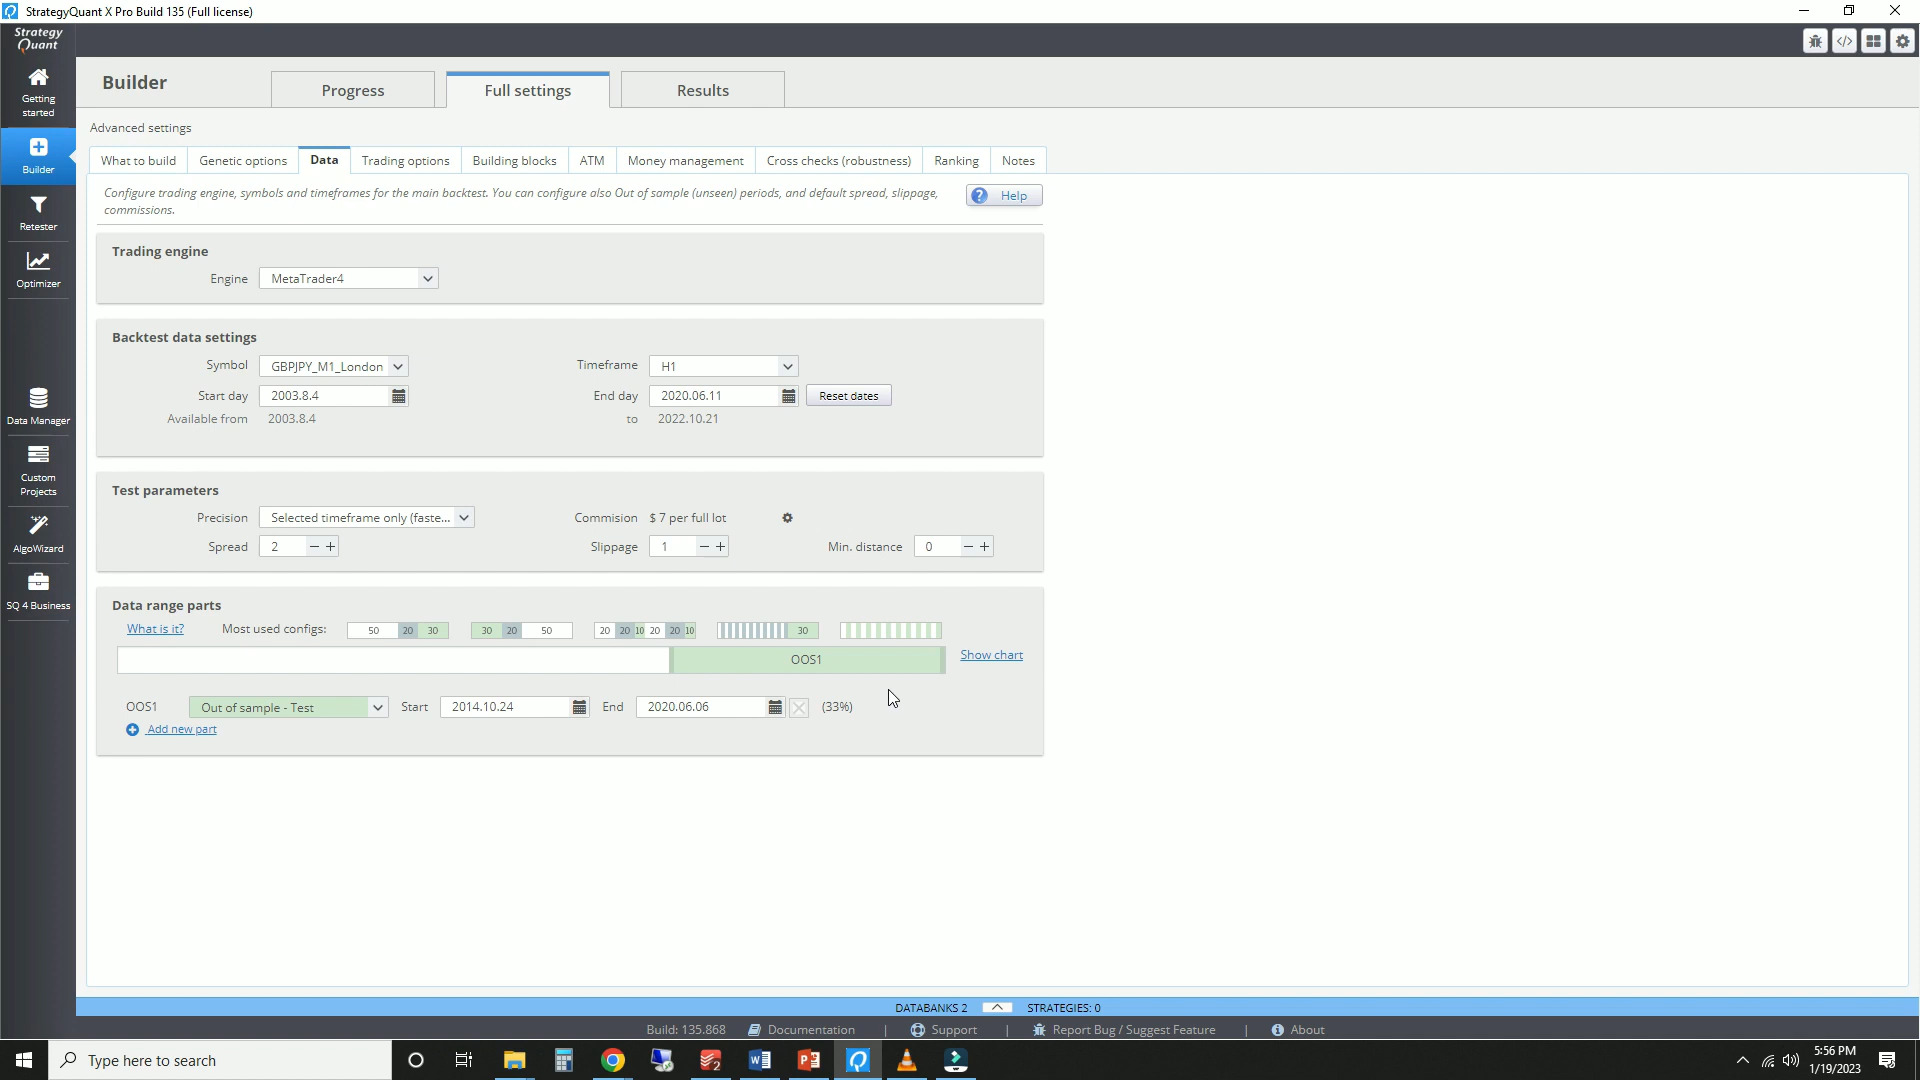 StrategyQuant X Pro Build 135 (Full license)
Strategy
Quant
Getting
started
Builder
Retester
Optimizer
Data Manager
Custom
Projects
AlgoWizard
SQ 4 Business
Builder
Progress
Full settings
Results
Advanced settings
What to build
Genetic options
Data
Trading options
Building blocks
ATM
Money management
Cross checks (robustness)
Ranking
Notes
Configure trading engine, symbols and timeframes for the main backtest. You can configure also Out of sample (unseen) periods, and default spread, slippage,
commissions.
? Help
Trading engine
Engine MetaTrader4
Backtest data settings
Symbol GBPJPY_M1_London Timeframe H1
Start day 2003.8.4 End day 2020.06.11 Reset dates
Available from 2003.8.4 to 2022.10.21
Test parameters
Precision Selected timeframe only (faste... Commision $ 7 per full lot
Spread 2 − + Slippage 1 − + Min. distance 0 − +
Data range parts
What is it? Most used configs: 50 20 30 30 20 50 20 20 10 20 20 10 30
OOS1 Show chart
OOS1 Out of sample - Test Start 2014.10.24 End 2020.06.06 (33%)
Add new part
DATABANKS 2 STRATEGIES: 0
Build: 135.868 Documentation | Support | Report Bug / Suggest Feature | About
Type here to search
2
5:56 PM
1/19/2023